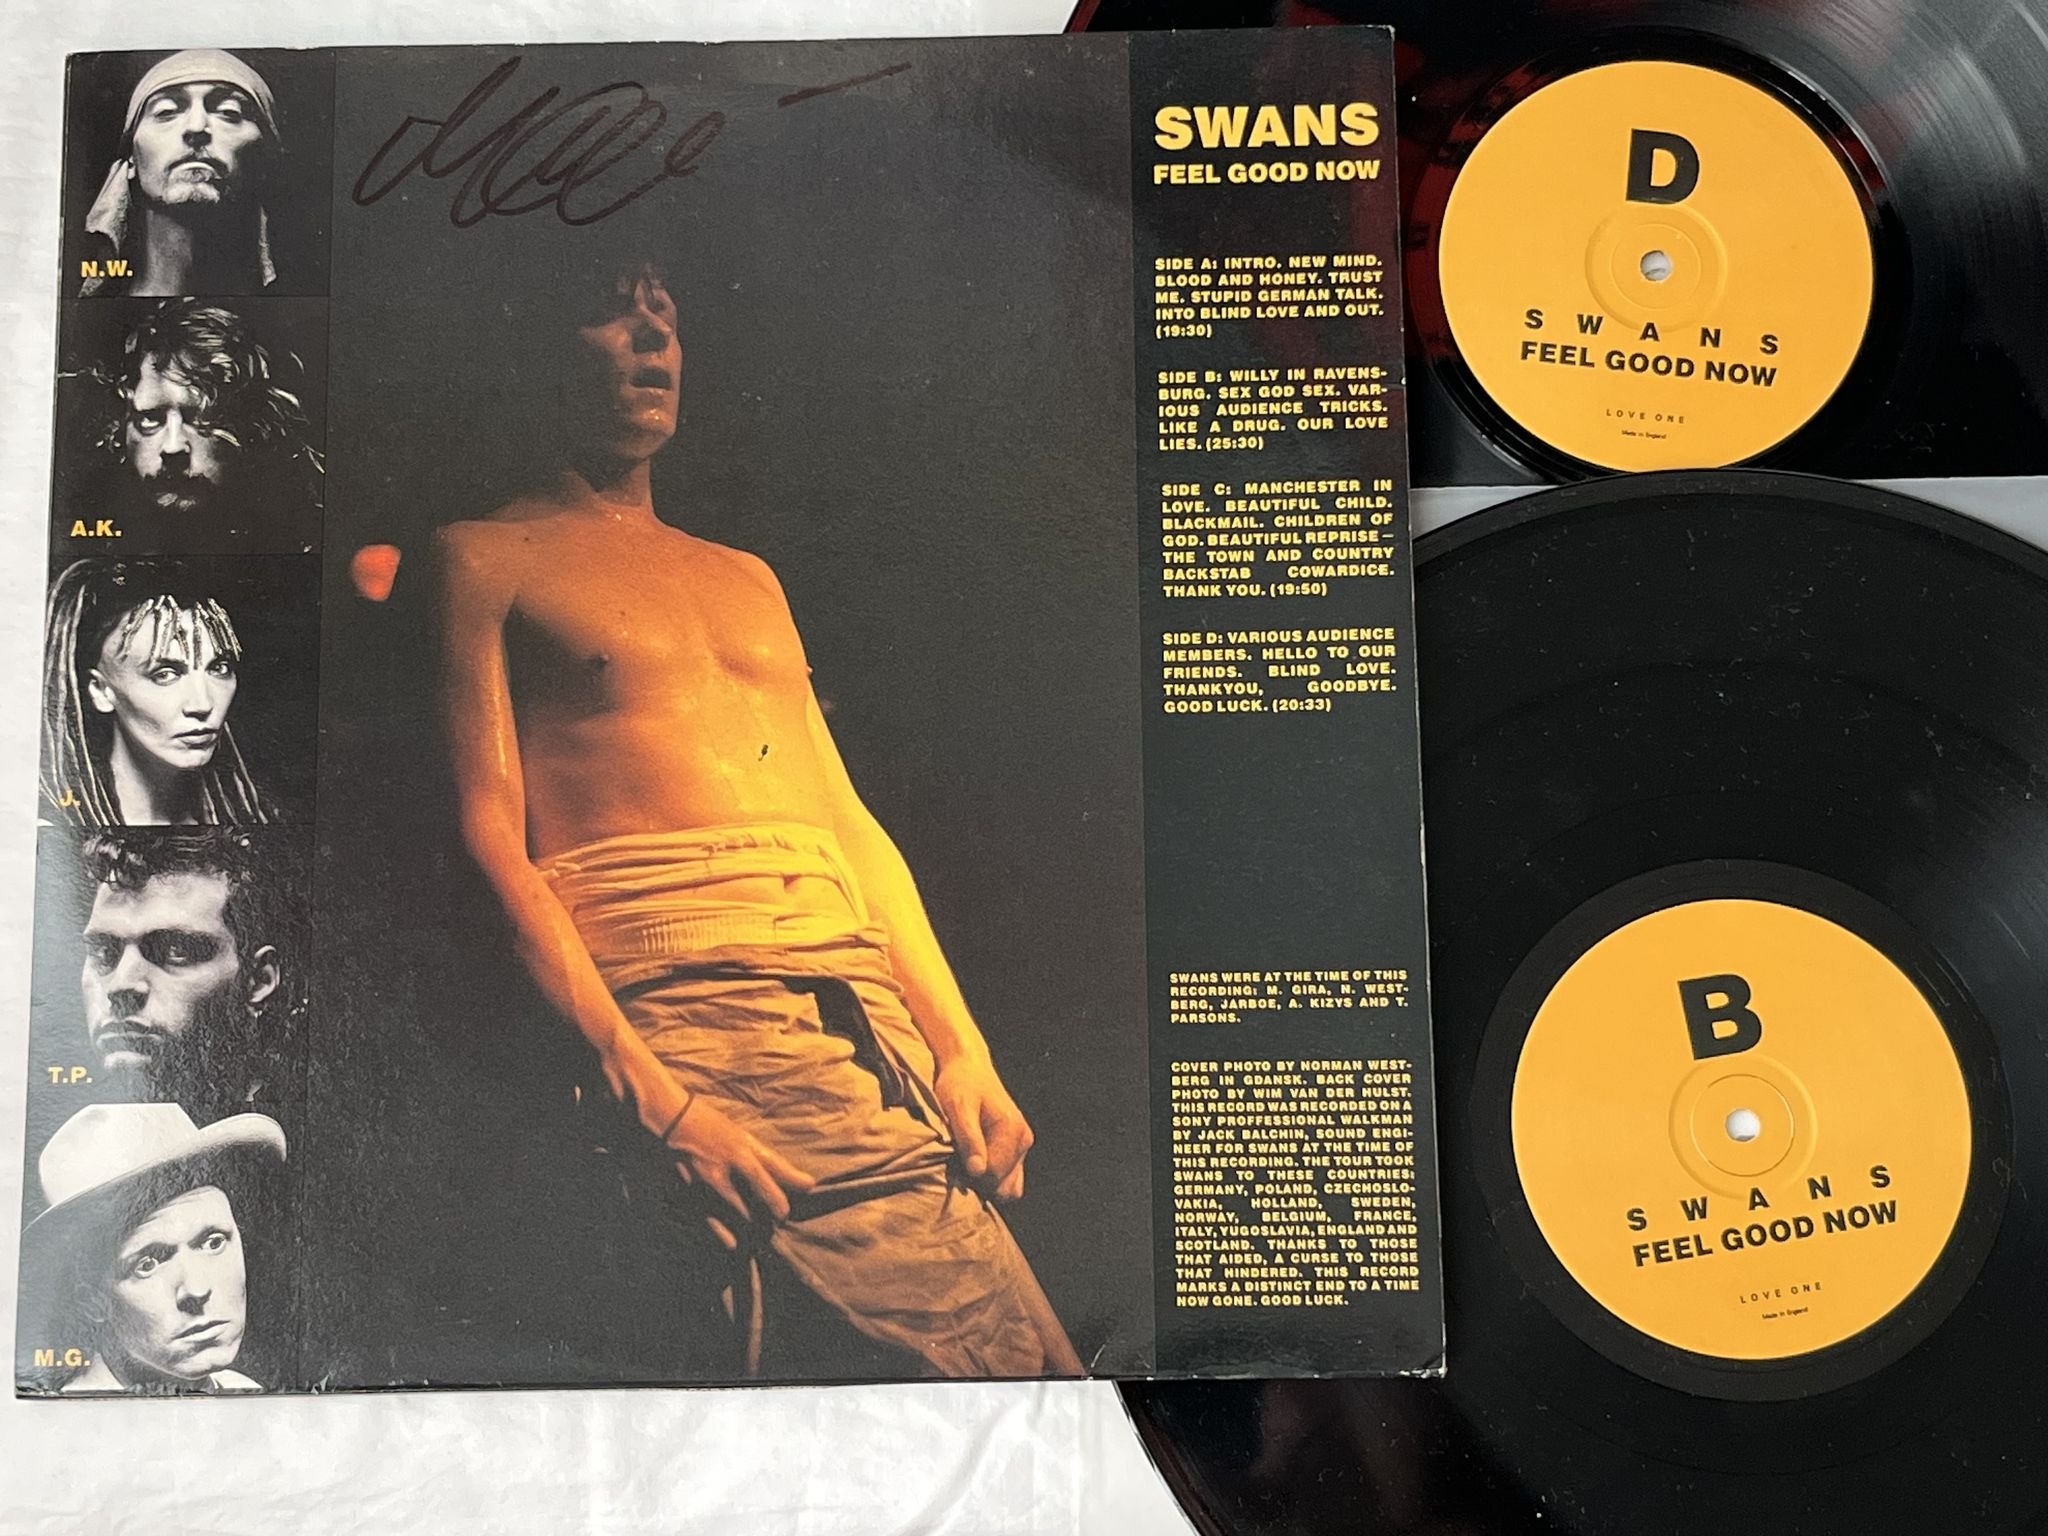 N.W.
A.K.
J.
T.P.
M.G.
SWANS
FEEL GOOD NOW
SIDE A: INTRO. NEW MIND.
BLOOD AND HONEY. TRUST
ME. STUPID GERMAN TALK.
INTO BLIND LOVE AND OUT.
(19:30)
SIDE B: WILLY IN RAVENS-
BURG. SEX GOD SEX. VAR-
IOUS AUDIENCE TRICKS.
LIKE A DRUG. OUR LOVE
LIES. (25:30)
SIDE C: MANCHESTER IN
LOVE. BEAUTIFUL CHILD.
BLACKMAIL. CHILDREN OF
GOD. BEAUTIFUL REPRISE—
THE TOWN AND COUNTRY
BACKSTAB COWARDICE.
THANK YOU. (19:50)
SIDE D: VARIOUS AUDIENCE
MEMBERS. HELLO TO OUR
FRIENDS. BLIND LOVE.
THANKYOU, GOODBYE.
GOOD LUCK. (20:33)
SWANS WERE AT THE TIME OF THIS
RECORDING: M. GIRA, N. WEST-
BERG, JARBOE, A. KIZYS AND T.
PARSONS.
COVER PHOTO BY NORMAN WEST-
BERG IN GDANSK. BACK COVER
PHOTO BY WIM VAN DER HULST.
THIS RECORD WAS RECORDED ON A
SONY PROFFESSIONAL WALKMAN
BY JACK BALCHIN, SOUND ENGI-
NEER FOR SWANS AT THE TIME OF
THIS RECORDING. THE TOUR TOOK
SWANS TO THESE COUNTRIES:
GERMANY, POLAND, CZECHOSLO-
VAKIA, HOLLAND, SWEDEN,
NORWAY, BELGIUM, FRANCE,
ITALY, YUGOSLAVIA, ENGLAND AND
SCOTLAND. THANKS TO THOSE
THAT AIDED, A CURSE TO THOSE
THAT HINDERED. THIS RECORD
MARKS A DISTINCT END TO A TIME
NOW GONE. GOOD LUCK.
D
SWANS
FEEL GOOD NOW
LOVE ONE
Made in England
B
SWANS
FEEL GOOD NOW
LOVE ONE
Made in England